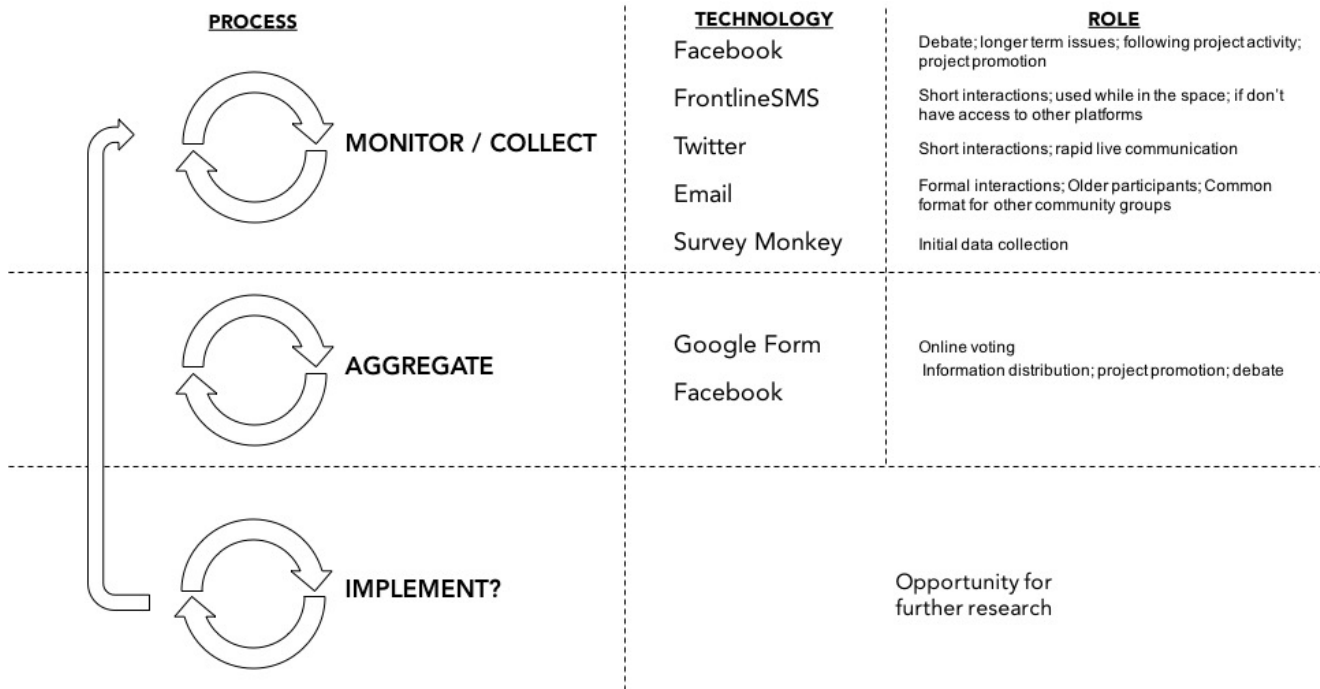 PROCESS
TECHNOLOGY
ROLE
MONITOR / COLLECT
Facebook
Debate; longer term issues; following project activity;
project promotion
FrontlineSMS
Short interactions; used while in the space; if don't
have access to other platforms
Twitter
Short interactions; rapid live communication
Email
Formal interactions; Older participants; Common
format for other community groups
Survey Monkey
Initial data collection
AGGREGATE
Google Form
Online voting
Facebook
Information distribution; project promotion; debate
IMPLEMENT?
Opportunity for
further research